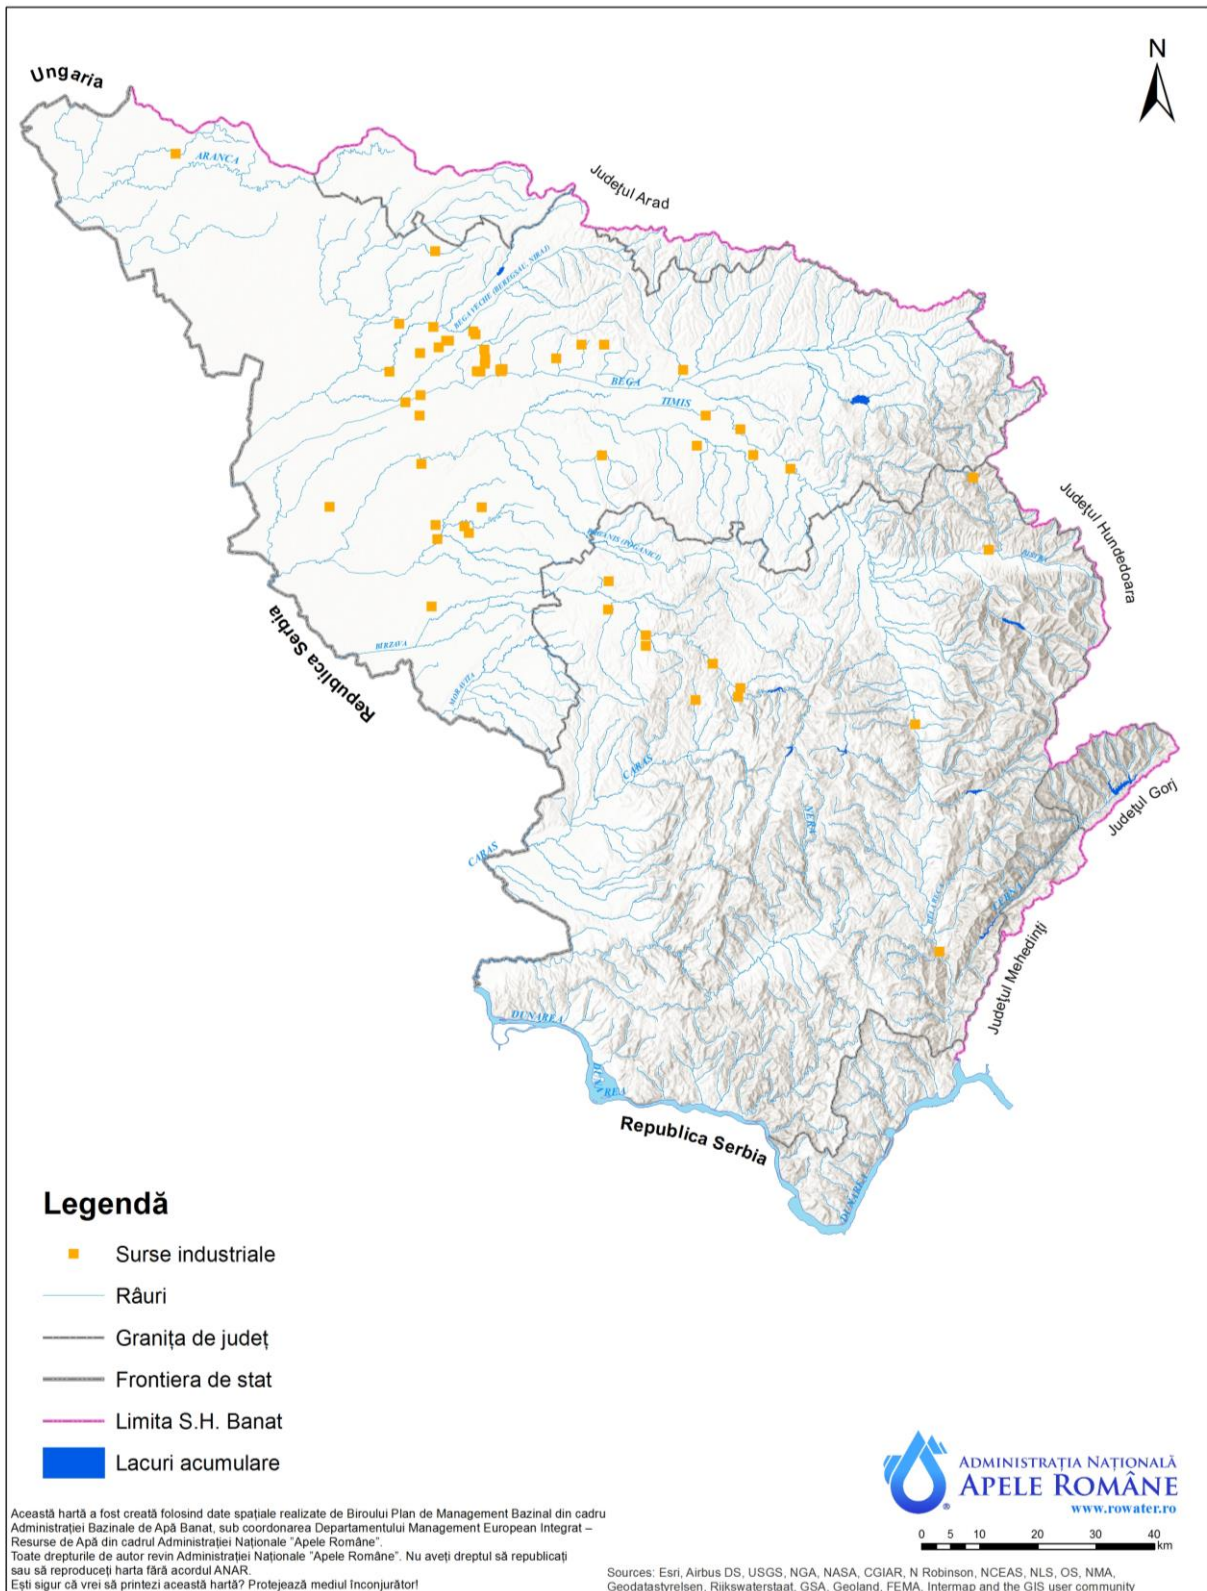 N
Ungaria
ARANCA
Județul Arad
BEGA VECHE (BEREGSAU, NIRAD)
BEGA
TIMIS
Județul Hundedoara
POGANIS (POGANICI)
BISTRA
Republica Serbia
BIRZAVA
MORAVITA
CARAS
NERA
Județul Gorj
CARAS
BELARECA
CERNA
Județul Mehedinți
DUNAREA
DUNAREA
Republica Serbia
DUNAREA
Legendă
Surse industriale
Râuri
Granița de județ
Frontiera de stat
Limita S.H. Banat
Lacuri acumulare
ADMINISTRAȚIA NAȚIONALĂ
APELE ROMÂNE
www.rowater.ro
0 5 10 20 30 40
km
Această hartă a fost creată folosind date spațiale realizate de Biroului Plan de Management Bazinal din cadru
Administrației Bazinale de Apă Banat, sub coordonarea Departamentului Management European Integrat –
Resurse de Apă din cadrul Administrației Naționale "Apele Române".
Toate drepturile de autor revin Administrației Naționale "Apele Române". Nu aveți dreptul să republicați
sau să reproduceți harta fără acordul ANAR.
Ești sigur că vrei să printezi această hartă? Protejează mediul înconjurător!
Sources: Esri, Airbus DS, USGS, NGA, NASA, CGIAR, N Robinson, NCEAS, NLS, OS, NMA,
Geodatastyrelsen, Rijkswaterstaat, GSA, Geoland, FEMA, Intermap and the GIS user community